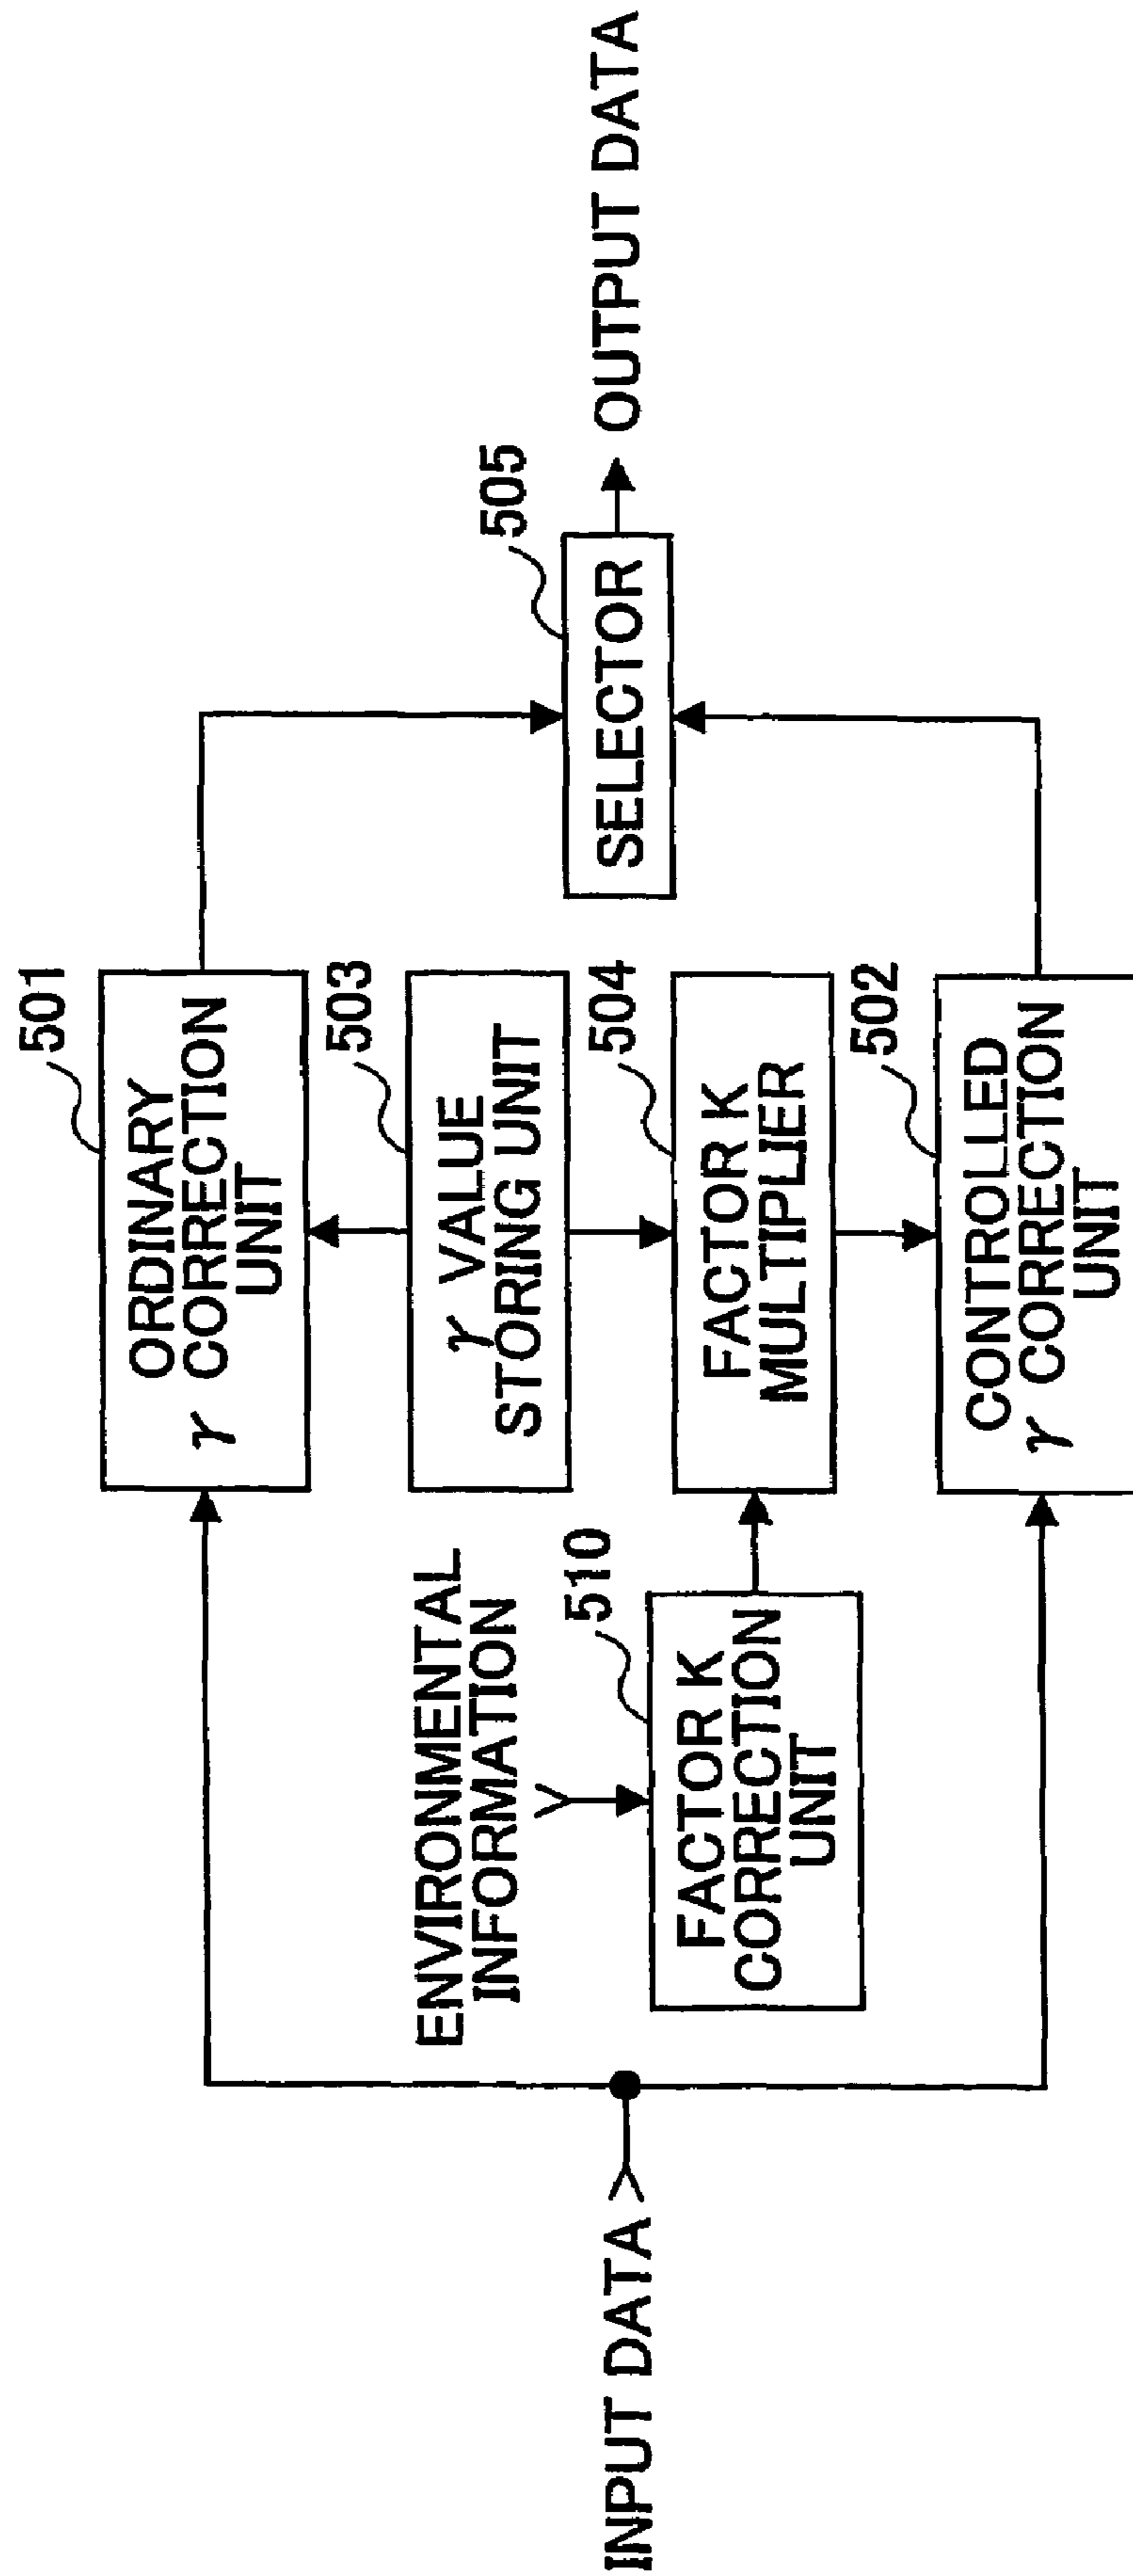 INPUT DATA
ENVIRONMENTAL
INFORMATION
510
FACTOR K
CORRECTION
UNIT
501
ORDINARY
γ CORRECTION
UNIT
503
γ VALUE
STORING UNIT
504
FACTOR K
MULTIPLIER
502
CONTROLLED
γ CORRECTION
UNIT
505
SELECTOR
OUTPUT DATA